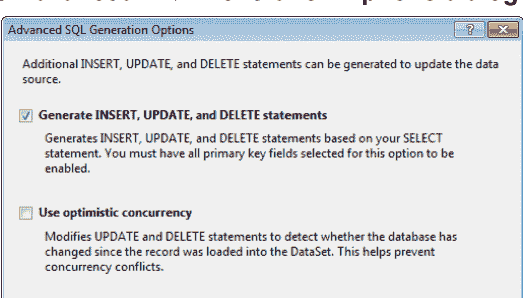 Advanced SQL Generation Options
Additional INSERT, UPDATE, and DELETE statements can be generated to update the data
source.
Generate INSERT, UPDATE, and DELETE statements
Generates INSERT, UPDATE, and DELETE statements based on your SELECT
statement. You must have all primary key fields selected for this option to be
enabled.
Use optimistic concurrency
Modifies UPDATE and DELETE statements to detect whether the database has
changed since the record was loaded into the DataSet. This helps prevent
concurrency conflicts.